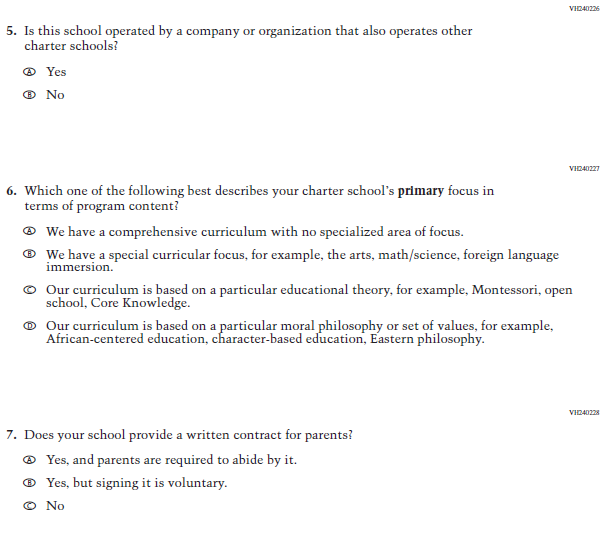 VH240226
5. Is this school operated by a company or organization that also operates other
charter schools?
Ⓐ Yes
Ⓑ No
VH240227
6. Which one of the following best describes your charter school's primary focus in
terms of program content?
Ⓐ We have a comprehensive curriculum with no specialized area of focus.
Ⓑ We have a special curricular focus, for example, the arts, math/science, foreign language
immersion.
Ⓒ Our curriculum is based on a particular educational theory, for example, Montessori, open
school, Core Knowledge.
Ⓓ Our curriculum is based on a particular moral philosophy or set of values, for example,
African-centered education, character-based education, Eastern philosophy.
VH240228
7. Does your school provide a written contract for parents?
Ⓐ Yes, and parents are required to abide by it.
Ⓑ Yes, but signing it is voluntary.
Ⓒ No